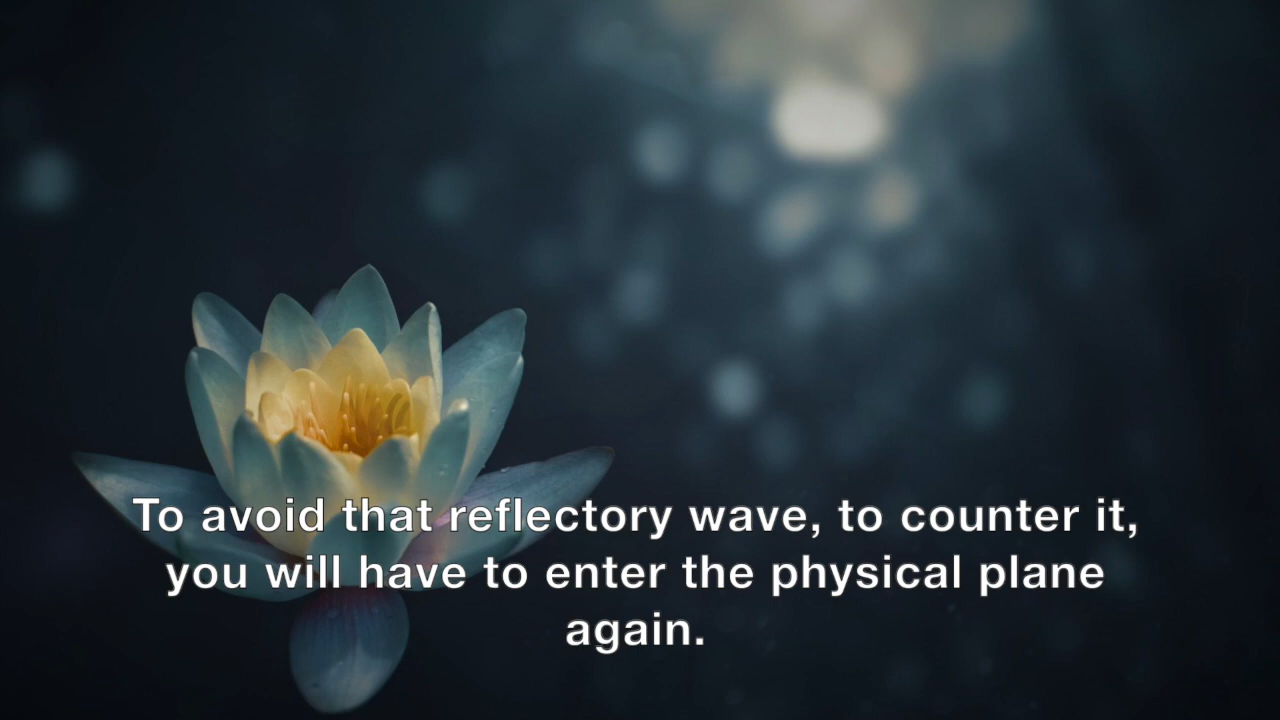 To avoid that reflectory wave, to counter it,
you will have to enter the physical plane
again.